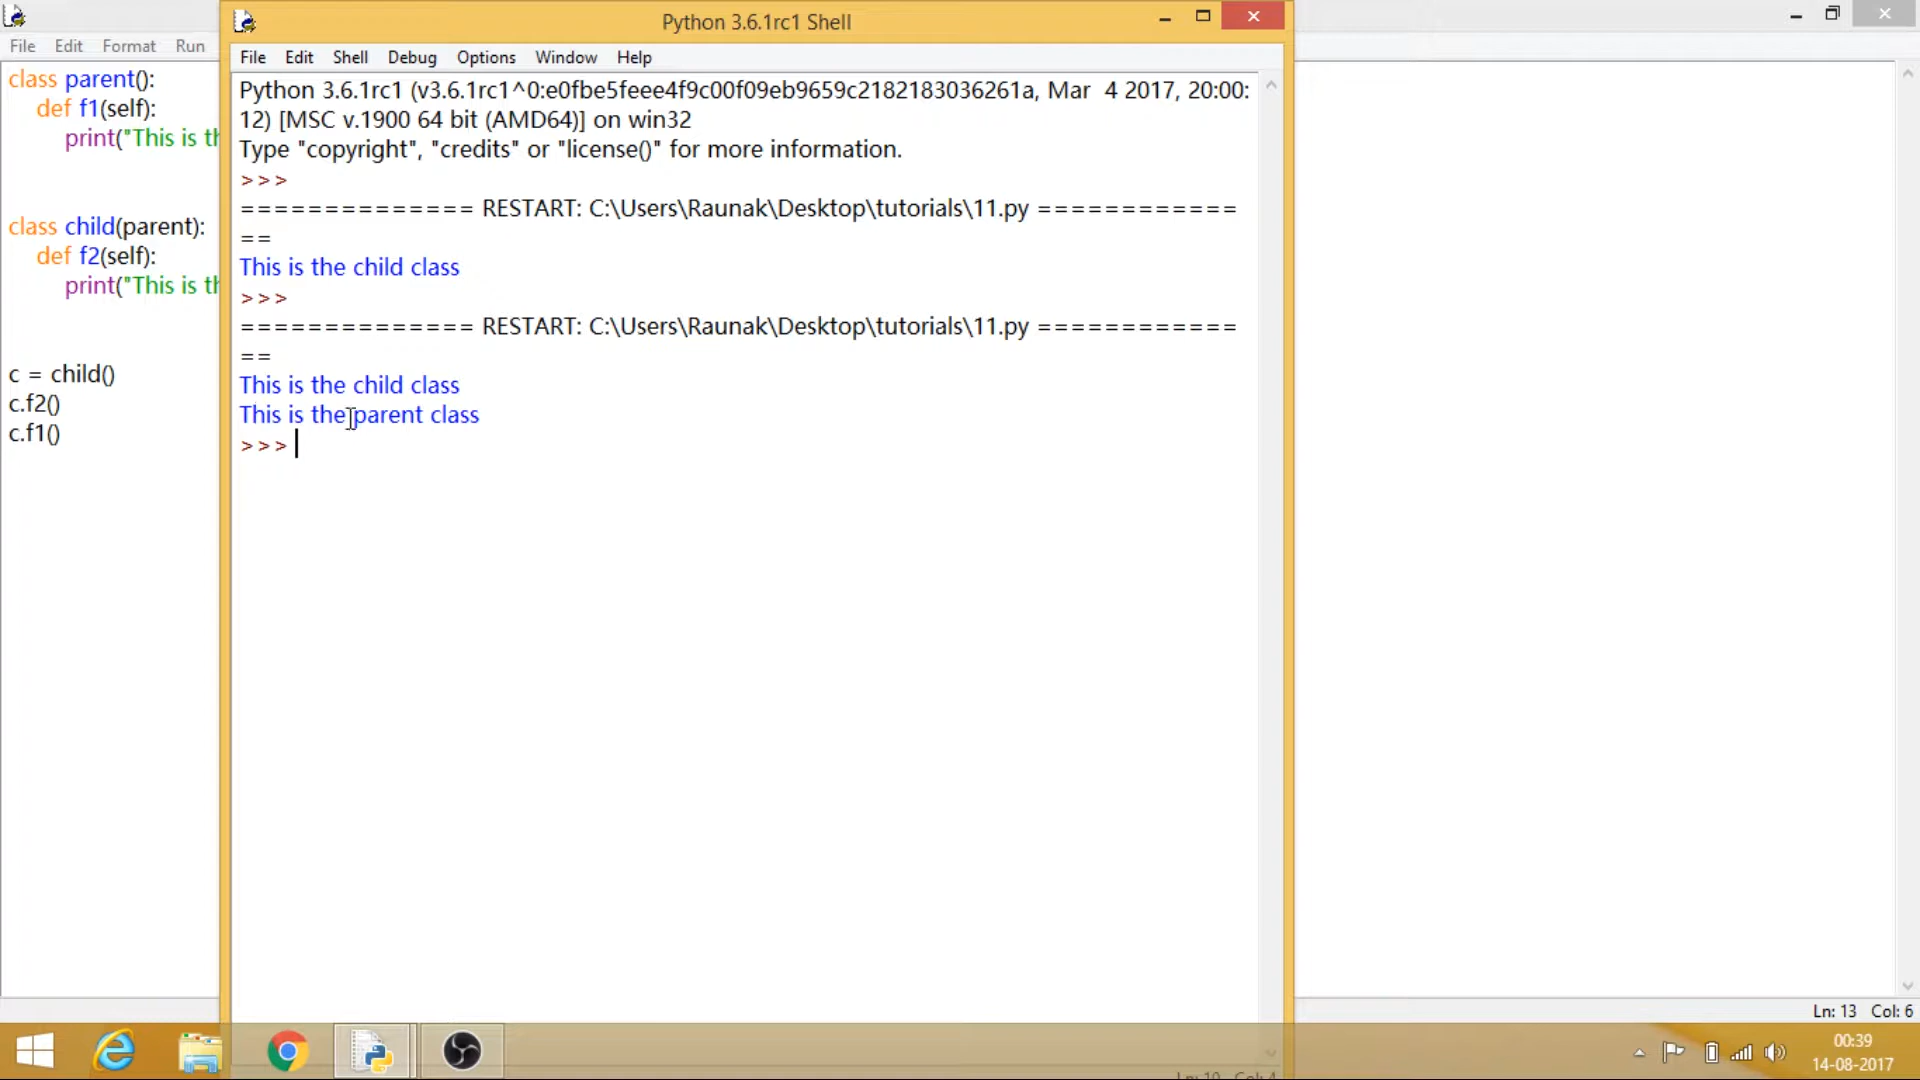 File Edit Format Run
class parent():
def f1(self):
print("This is th
class child(parent):
def f2(self):
print("This is th
c = child()
c.f2()
c.f1()
Python 3.6.1rc1 Shell
File Edit Shell Debug Options Window Help
Python 3.6.1rc1 (v3.6.1rc1^0:e0fbe5feee4f9c00f09eb9659c2182183036261a, Mar 4 2017, 20:00:
12) [MSC v.1900 64 bit (AMD64)] on win32
Type "copyright", "credits" or "license()" for more information.
>>>
============== RESTART: C:\Users\Raunak\Desktop\tutorials\11.py ============
==
This is the child class
>>>
============== RESTART: C:\Users\Raunak\Desktop\tutorials\11.py ============
==
This is the child class
This is the parent class
>>>
Ln: 13 Col: 6
00:39
14-08-2017